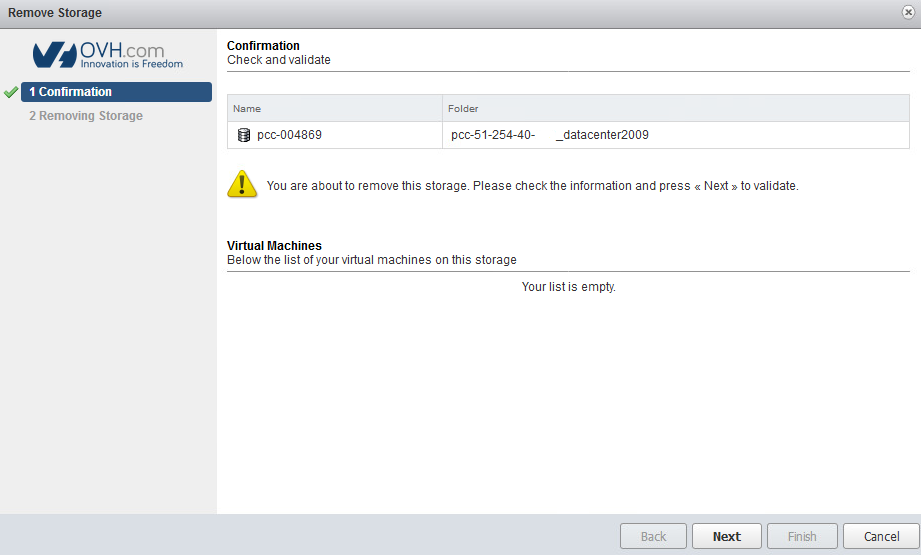 Remove Storage
OVH.com
Innovation is Freedom
1 Confirmation
2 Removing Storage
Confirmation
Check and validate
Name Folder
pcc-004869 pcc-51-254-40- _datacenter2009
You are about to remove this storage. Please check the information and press « Next » to validate.
Virtual Machines
Below the list of your virtual machines on this storage
Your list is empty.
Back Next Finish Cancel